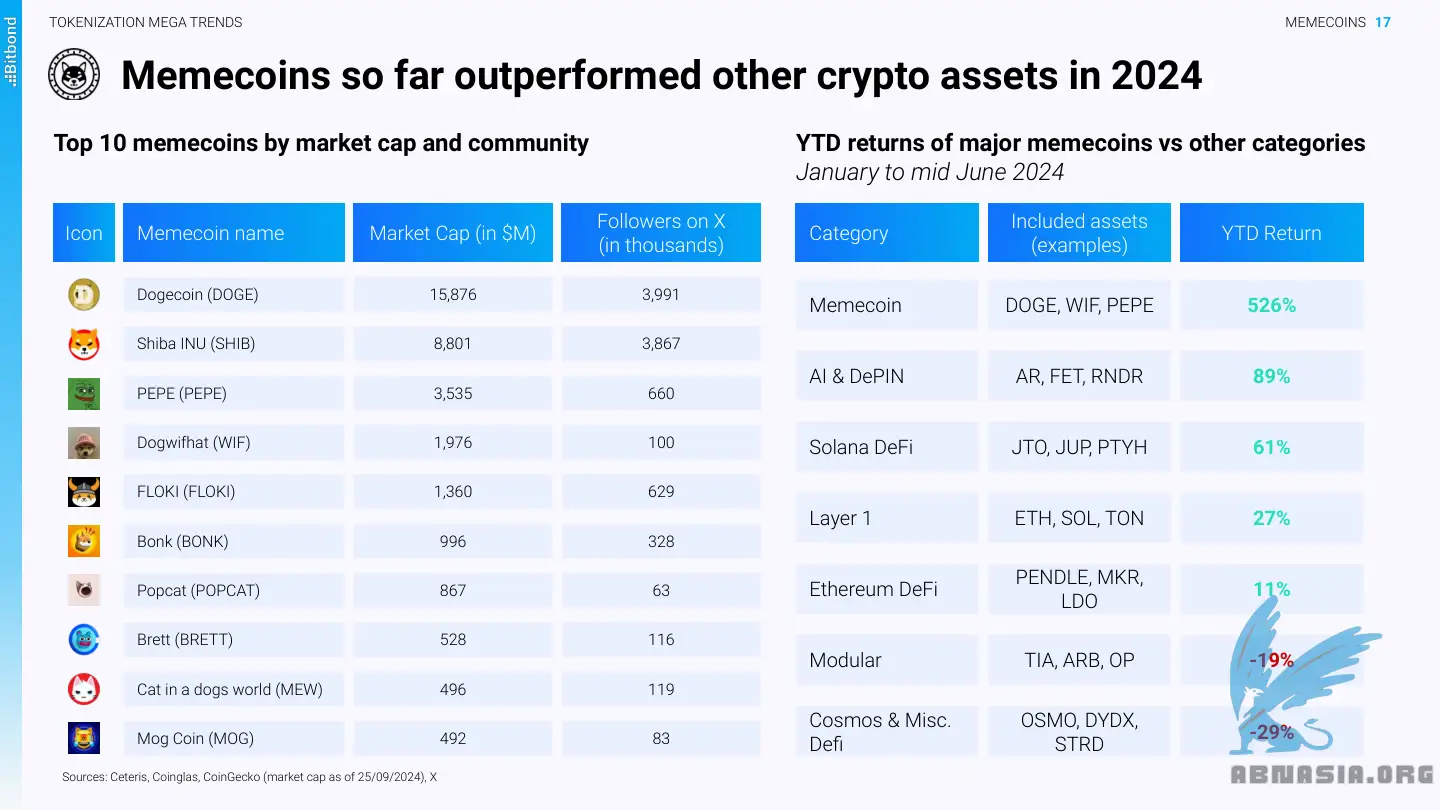 TOKENIZATION MEGA TRENDS
MEMECOINS 17
Bitbond
Memecoins so far outperformed other crypto assets in 2024
Top 10 memecoins by market cap and community
Icon Memecoin name Market Cap (in $M) Followers on X
(in thousands)
Dogecoin (DOGE) 15,876 3,991
Shiba INU (SHIB) 8,801 3,867
PEPE (PEPE) 3,535 660
Dogwifhat (WIF) 1,976 100
FLOKI (FLOKI) 1,360 629
Bonk (BONK) 996 328
Popcat (POPCAT) 867 63
Brett (BRETT) 528 116
Cat in a dogs world (MEW) 496 119
Mog Coin (MOG) 492 83
Sources: Ceteris, Coinglas, CoinGecko (market cap as of 25/09/2024), X
YTD returns of major memecoins vs other categories
January to mid June 2024
Category Included assets
(examples) YTD Return
Memecoin DOGE, WIF, PEPE 526%
AI & DePIN AR, FET, RNDR 89%
Solana DeFi JTO, JUP, PTYH 61%
Layer 1 ETH, SOL, TON 27%
Ethereum DeFi PENDLE, MKR,
LDO 11%
Modular TIA, ARB, OP -19%
Cosmos & Misc.
Defi OSMO, DYDX,
STRD -29%
ABNASIA.ORG